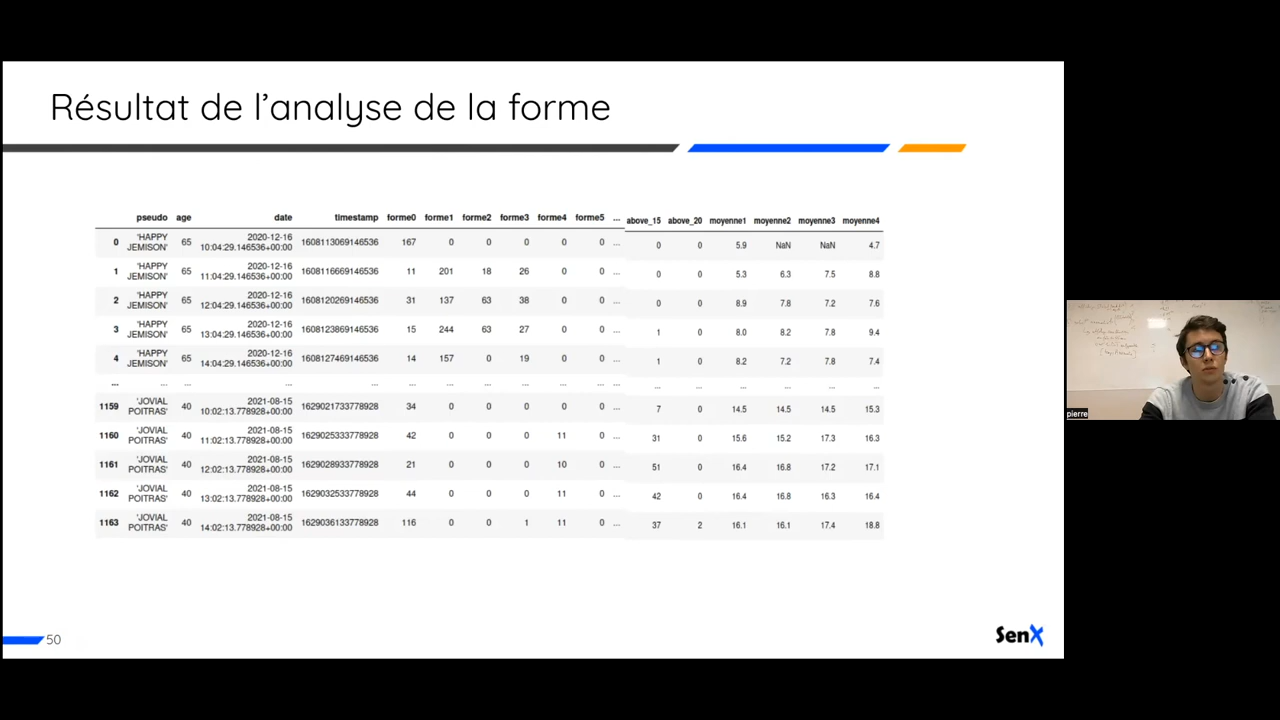 Résultat de l'analyse de la forme
pseudo age date timestamp forme0 forme1 forme2 forme3 forme4 forme5 ... above_15 above_20 moyenne1 moyenne2 moyenne3 moyenne4
0 'HAPPY JEMISON' 65 2020-12-16 10:04:29.146536+00:00 1608113069146536 167 0 0 0 0 0 ... 0 0 5.9 NaN NaN 4.7
1 'HAPPY JEMISON' 65 2020-12-16 11:04:29.146536+00:00 1608116669146536 11 201 18 26 0 0 ... 0 0 5.3 6.3 7.5 8.8
2 'HAPPY JEMISON' 65 2020-12-16 12:04:29.146536+00:00 1608120269146536 31 137 63 38 0 0 ... 0 0 8.9 7.8 7.2 7.6
3 'HAPPY JEMISON' 65 2020-12-16 13:04:29.146536+00:00 1608123869146536 15 244 63 27 0 0 ... 1 0 8.0 8.2 7.8 9.4
4 'HAPPY JEMISON' 65 2020-12-16 14:04:29.146536+00:00 1608127469146536 14 157 0 19 0 0 ... 1 0 8.2 7.2 7.8 7.4
... ... ... ... ... ... ... ... ... ... ... ... ... ... ... ... ...
1159 'JOVIAL POITRAS' 40 2021-08-15 10:02:13.778928+00:00 1629021733778928 34 0 0 0 0 0 ... 7 0 14.5 14.5 14.5 15.3
1160 'JOVIAL POITRAS' 40 2021-08-15 11:02:13.778928+00:00 1629025333778928 42 0 0 0 11 0 ... 31 0 15.6 15.2 17.3 16.3
1161 'JOVIAL POITRAS' 40 2021-08-15 12:02:13.778928+00:00 1629028933778928 21 0 0 0 10 0 ... 51 0 16.4 16.8 17.2 17.1
1162 'JOVIAL POITRAS' 40 2021-08-15 13:02:13.778928+00:00 1629032533778928 44 0 0 0 11 0 ... 42 0 16.4 16.8 16.3 16.4
1163 'JOVIAL POITRAS' 40 2021-08-15 14:02:13.778928+00:00 1629036133778928 116 0 0 1 11 0 ... 37 2 16.1 16.1 17.4 18.8
50
SenX
pierre